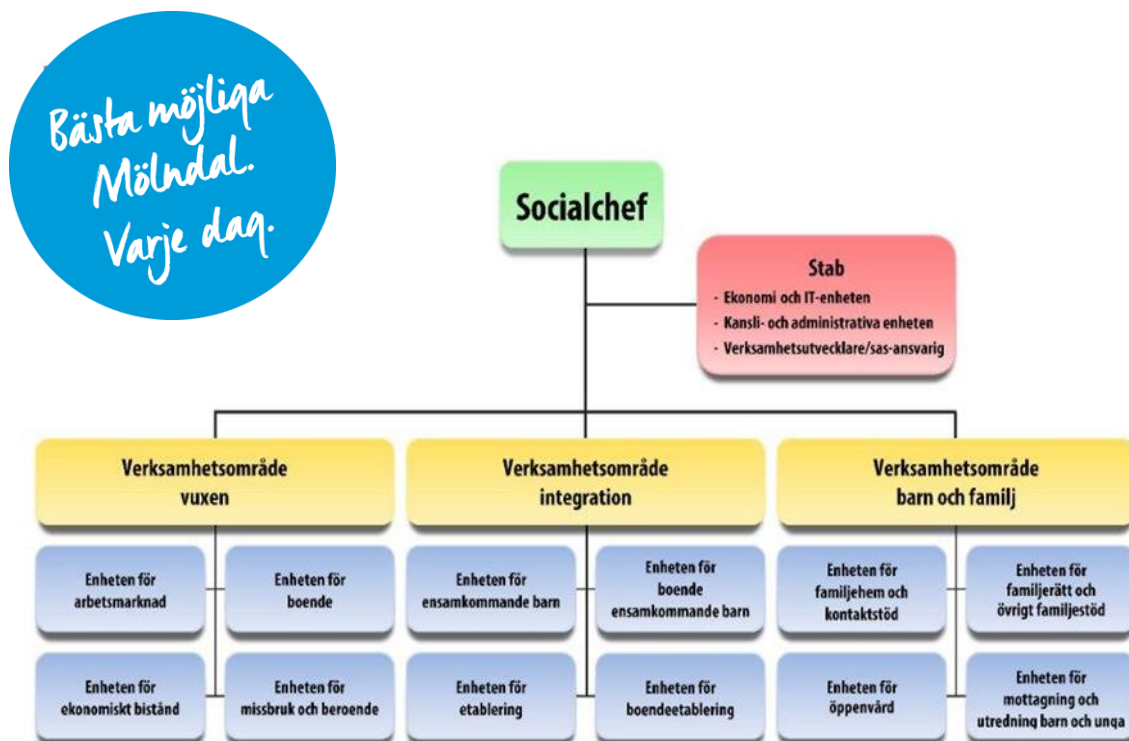 Bästa möjliga
Mölndal.
Varje dag.
Socialchef
Stab
- Ekonomi och IT-enheten
- Kansli- och administrativa enheten
- Verksamhetsutvecklare/sas-ansvarig
Verksamhetsområde
vuxen
Verksamhetsområde
integration
Verksamhetsområde
barn och familj
Enheten för
arbetsmarknad
Enheten för
boende
Enheten för
ensamkommande barn
Enheten för
boende
ensamkommande barn
Enheten för
familjehem och
kontaktstöd
Enheten för
familjerätt och
övrigt familjestöd
Enheten för
ekonomiskt bistånd
Enheten för
missbruk och beroende
Enheten för
etablering
Enheten för
boendeetablering
Enheten för
öppenvård
Enheten för
mottagning och
utredning barn och unga